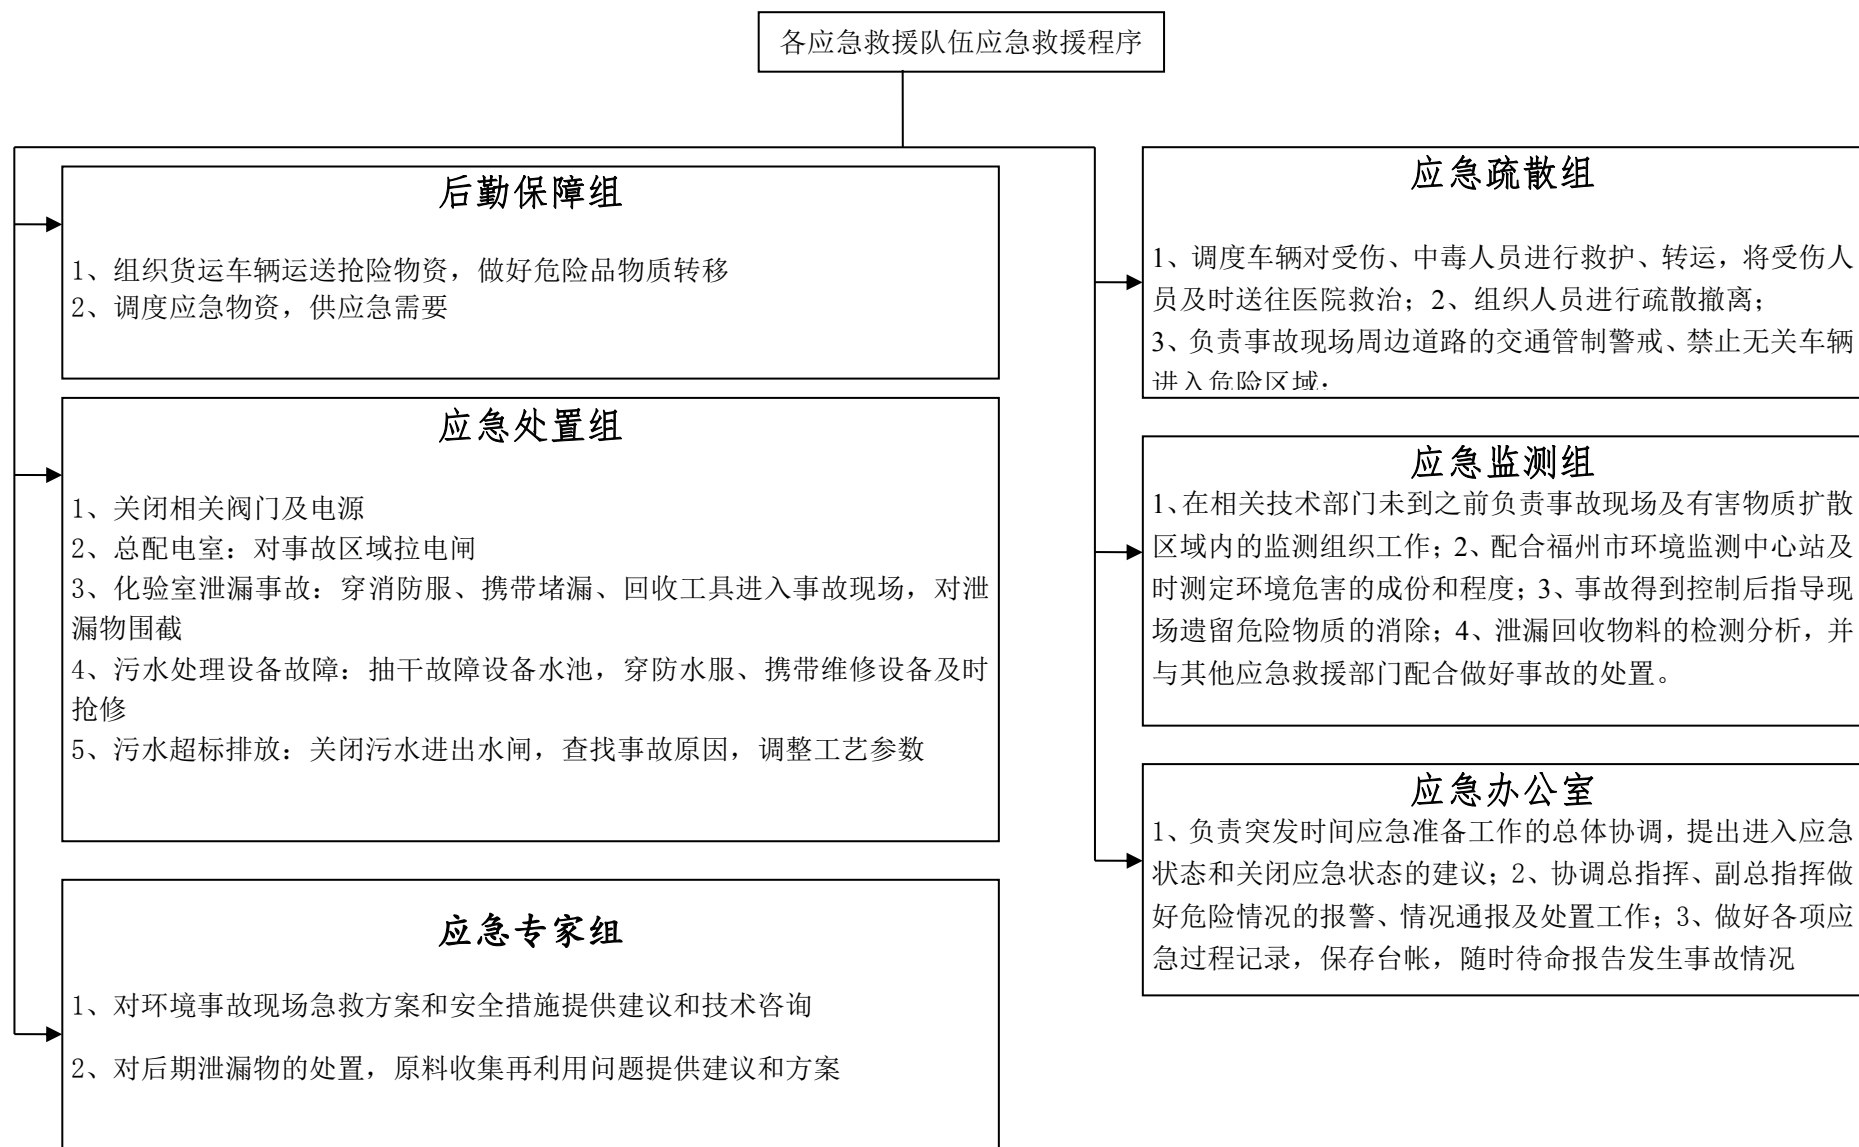 各应急救援队伍应急救援程序
后勤保障组
1、组织货运车辆运送抢险物资，做好危险品物质转移
2、调度应急物资，供应急需要
应急处置组
1、关闭相关阀门及电源
2、总配电室：对事故区域拉电闸
3、化验室泄漏事故：穿消防服、携带堵漏、回收工具进入事故现场，对泄
漏物围截
4、污水处理设备故障：抽干故障设备水池，穿防水服、携带维修设备及时
抢修
5、污水超标排放：关闭污水进出水闸，查找事故原因，调整工艺参数
应急专家组
1、对环境事故现场急救方案和安全措施提供建议和技术咨询
2、对后期泄漏物的处置，原料收集再利用问题提供建议和方案
应急疏散组
1、调度车辆对受伤、中毒人员进行救护、转运，将受伤人
员及时送往医院救治；2、组织人员进行疏散撤离；
3、负责事故现场周边道路的交通管制警戒、禁止无关车辆
进入危险区域；
应急监测组
1、在相关技术部门未到之前负责事故现场及有害物质扩散
区域内的监测组织工作；2、配合福州市环境监测中心站及
时测定环境危害的成份和程度；3、事故得到控制后指导现
场遗留危险物质的消除；4、泄漏回收物料的检测分析，并
与其他应急救援部门配合做好事故的处置。
应急办公室
1、负责突发时间应急准备工作的总体协调，提出进入应急
状态和关闭应急状态的建议；2、协调总指挥、副总指挥做
好危险情况的报警、情况通报及处置工作；3、做好各项应
急过程记录，保存台帐，随时待命报告发生事故情况